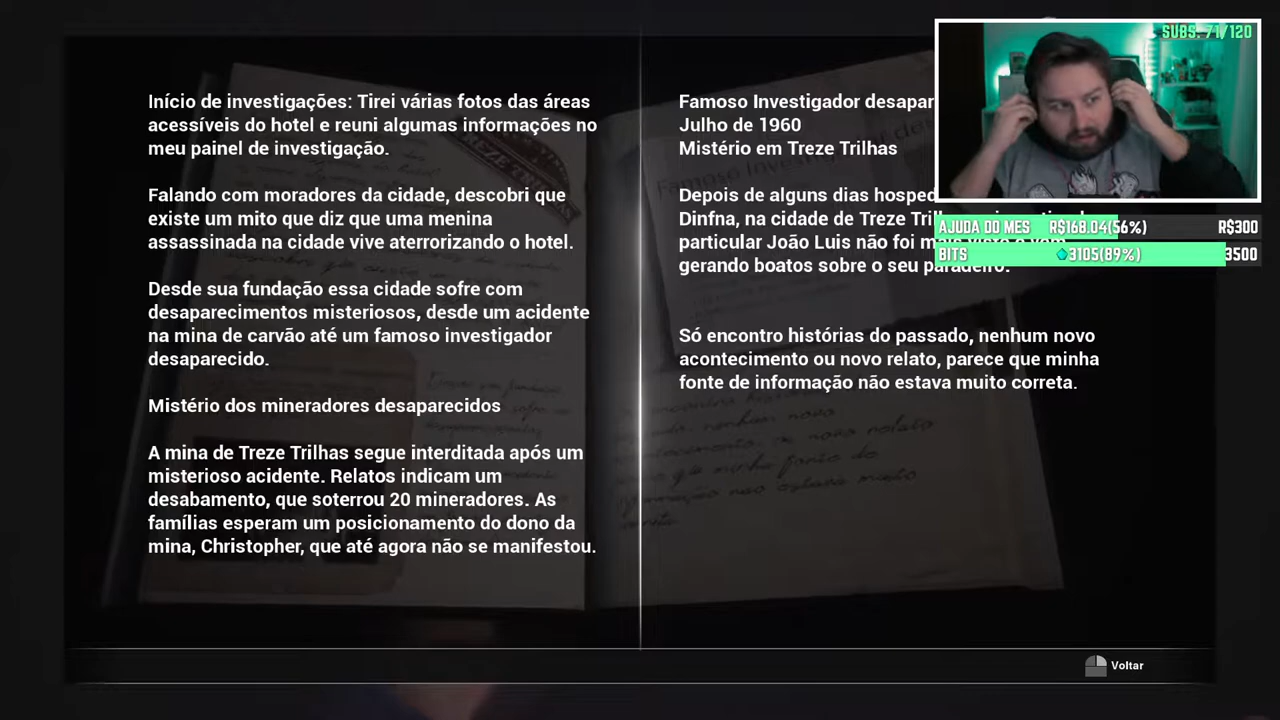 Início de investigações: Tirei várias fotos das áreas
acessíveis do hotel e reuni algumas informações no
meu painel de investigação.
Falando com moradores da cidade, descobri que
existe um mito que diz que uma menina
assassinada na cidade vive aterrorizando o hotel.
Desde sua fundação essa cidade sofre com
desaparecimentos misteriosos, desde um acidente
na mina de carvão até um famoso investigador
desaparecido.
Mistério dos mineradores desaparecidos
A mina de Treze Trilhas segue interditada após um
misterioso acidente. Relatos indicam um
desabamento, que soterrou 20 mineradores. As
famílias esperam um posicionamento do dono da
mina, Christopher, que até agora não se manifestou.
Famoso Investigador desapar
Julho de 1960
Mistério em Treze Trilhas
Depois de alguns dias hosped
Dinfna, na cidade de Treze
particular João Luis não foi
gerando boatos sobre o seu paradeiro.
Só encontro histórias do passado, nenhum novo
acontecimento ou novo relato, parece que minha
fonte de informação não estava muito correta.
SUBS: 71/120
AJUDA DO MES R$168.04(56%) R$300
BITS 3105(89%) 3500
Voltar